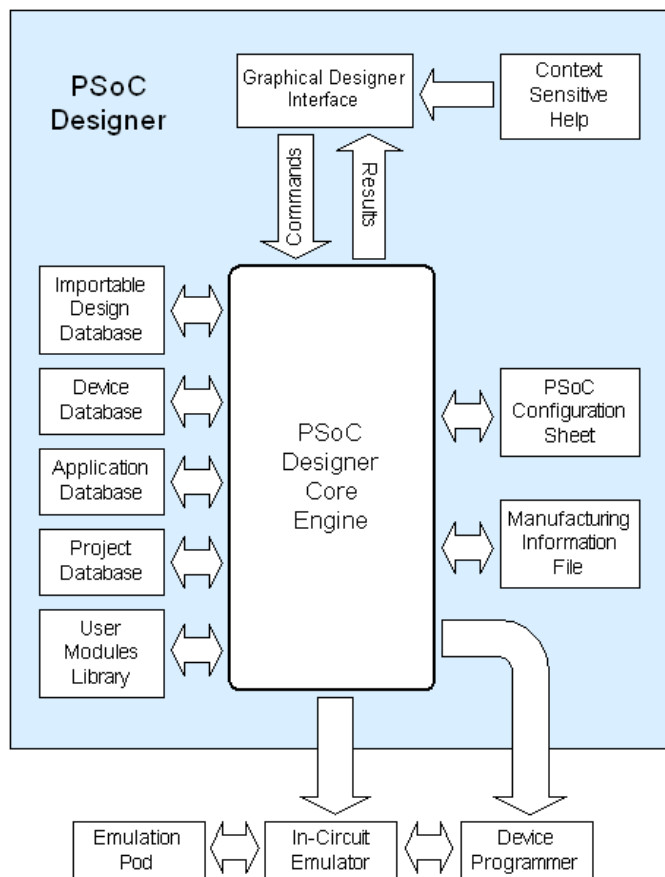 PSoC
Designer
Graphical Designer
Interface
Context
Sensitive
Help
Commands
Results
Importable
Design
Database
Device
Database
Application
Database
Project
Database
User
Modules
Library
PSoC
Designer
Core
Engine
PSoC
Configuration
Sheet
Manufacturing
Information
File
Emulation
Pod
In-Circuit
Emulator
Device
Programmer